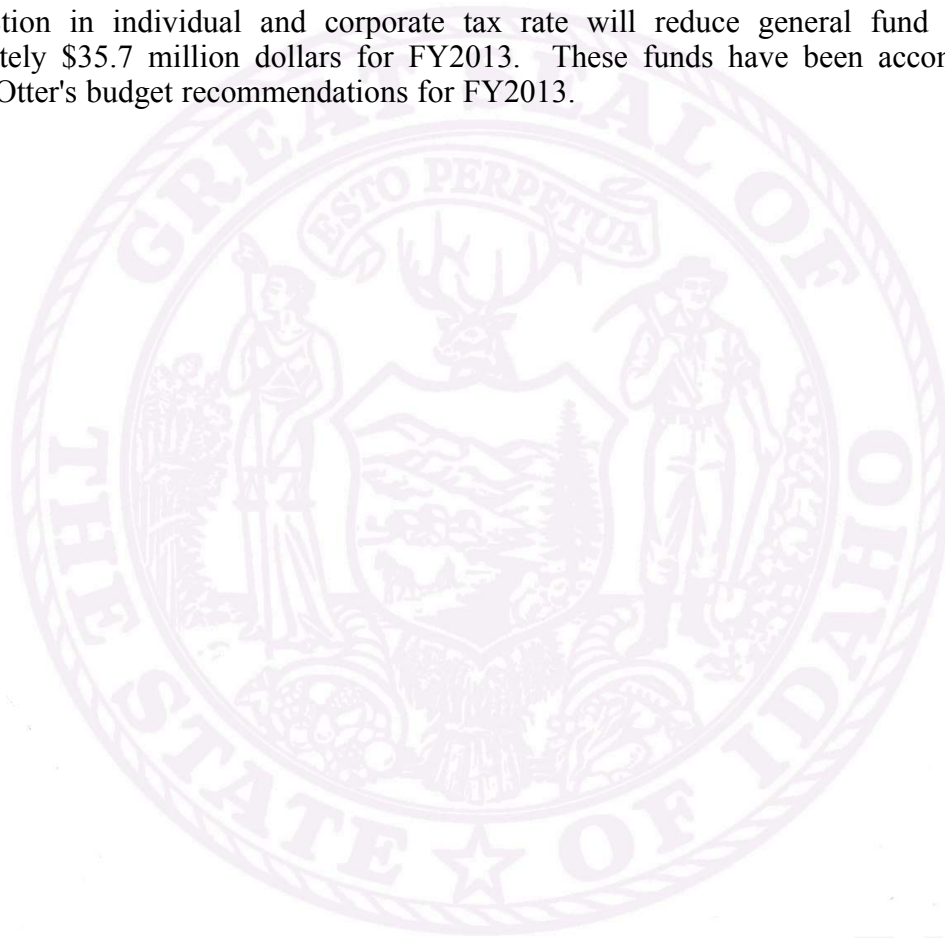 tion in individual and corporate tax rate will reduce general fund
tely $35.7 million dollars for FY2013. These funds have been
Otter's budget recommendations for FY2013.
GREAT SEAL OF
ESTO PERPETUA
THE STATE OF IDAHO